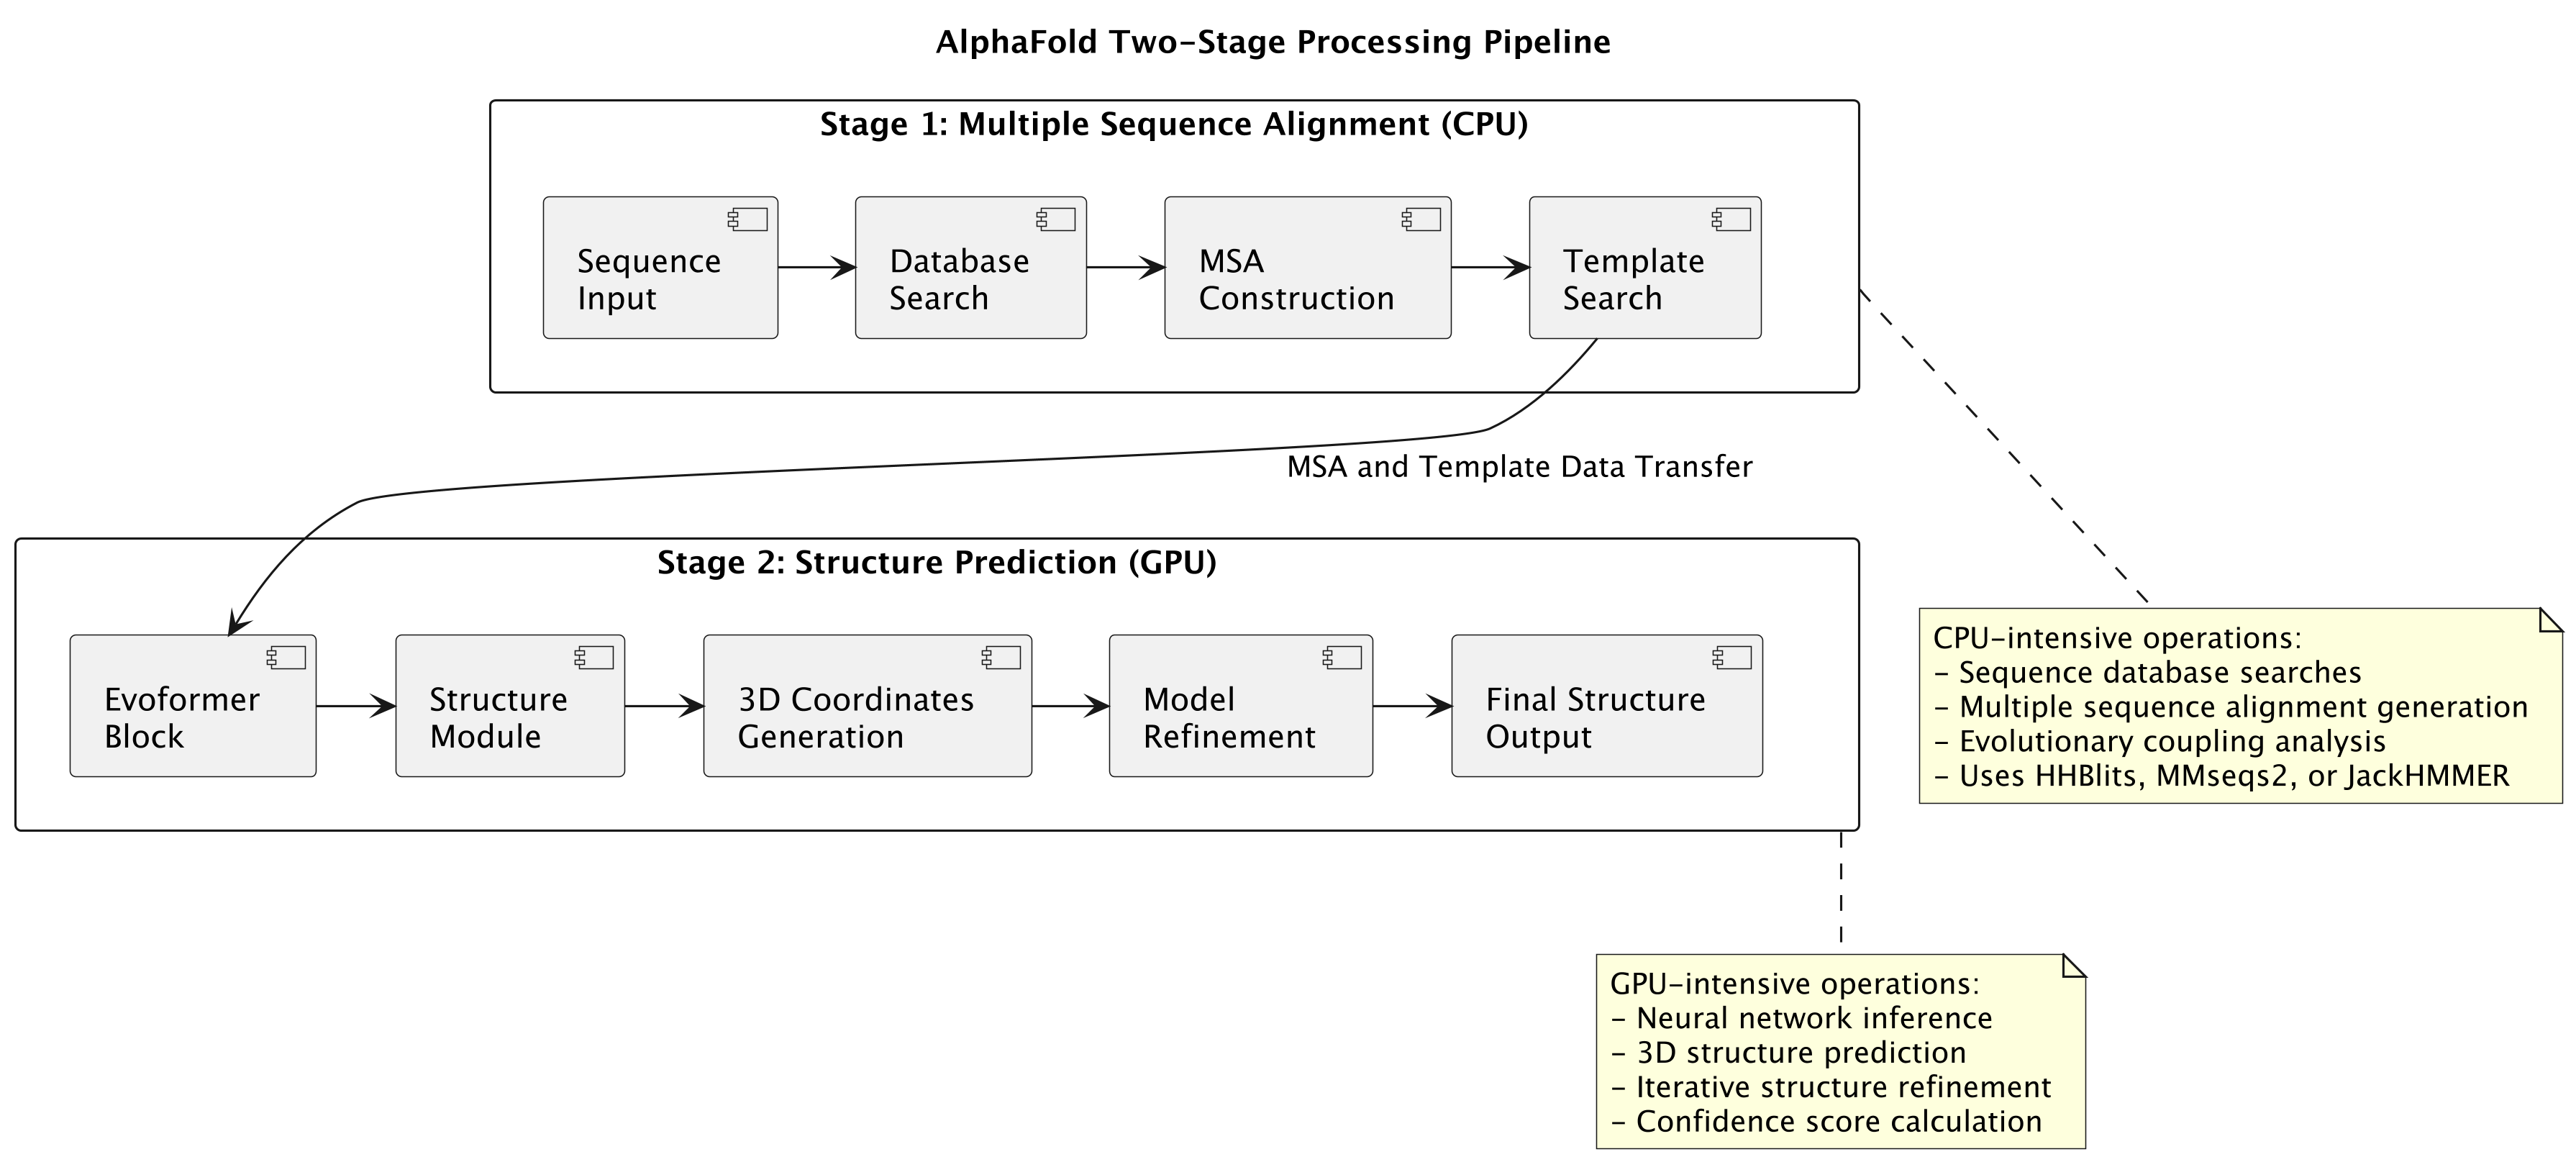 AlphaFold Two-Stage Processing Pipeline
Stage 1: Multiple Sequence Alignment (CPU)
Sequence
Input
Database
Search
MSA
Construction
Template
Search
MSA and Template Data Transfer
Stage 2: Structure Prediction (GPU)
Evoformer
Block
Structure
Module
3D Coordinates
Generation
Model
Refinement
Final Structure
Output
CPU-intensive operations:
- Sequence database searches
- Multiple sequence alignment generation
- Evolutionary coupling analysis
- Uses HHBlits, MMseqs2, or JackHMMER
GPU-intensive operations:
- Neural network inference
- 3D structure prediction
- Iterative structure refinement
- Confidence score calculation